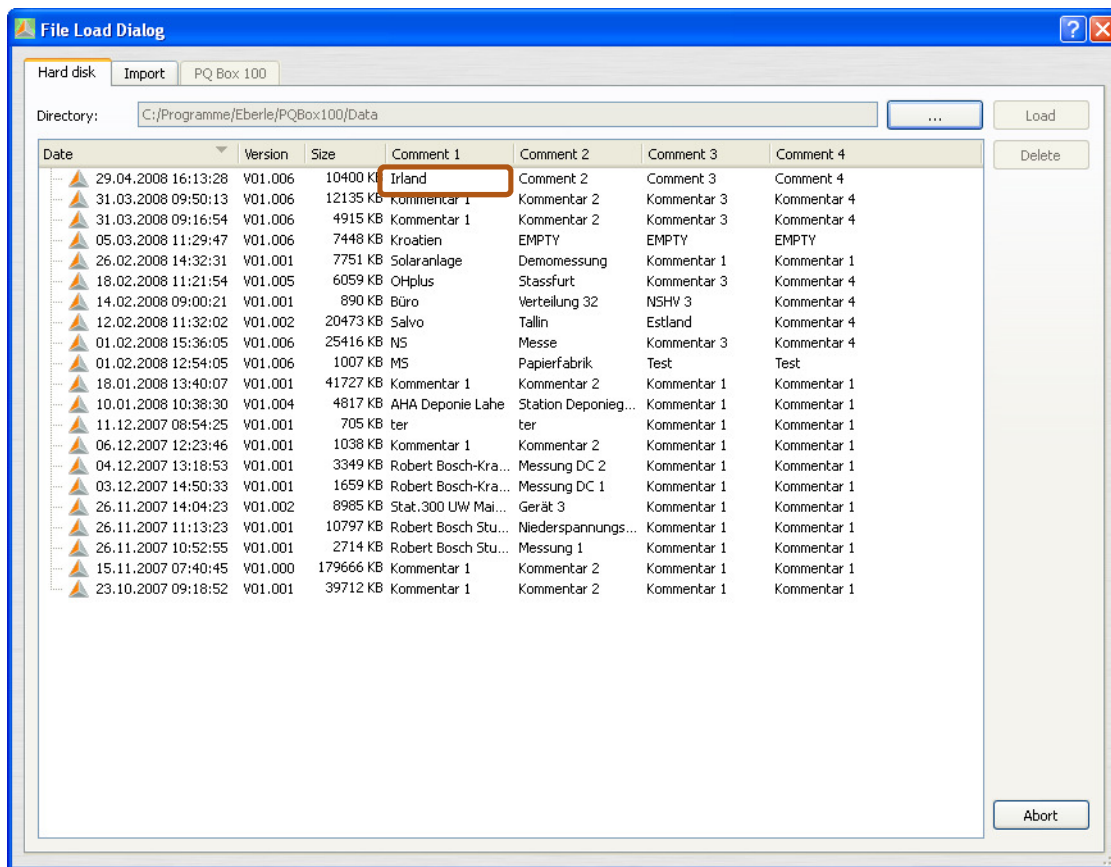 File Load Dialog
Hard disk Import PQ Box 100
Directory: C:/Programme/Eberle/PQBox100/Data ... Load
Date Version Size Comment 1 Comment 2 Comment 3 Comment 4 Delete
29.04.2008 16:13:28 V01.006 10400 KB Irland Comment 2 Comment 3 Comment 4
31.03.2008 09:50:13 V01.006 12135 KB Kommentar 1 Kommentar 2 Kommentar 3 Kommentar 4
31.03.2008 09:16:54 V01.006 4915 KB Kommentar 1 Kommentar 2 Kommentar 3 Kommentar 4
05.03.2008 11:29:47 V01.006 7448 KB Kroatien EMPTY EMPTY EMPTY
26.02.2008 14:32:31 V01.001 7751 KB Solaranlage Demomessung Kommentar 1 Kommentar 1
18.02.2008 11:21:54 V01.005 6059 KB OHplus Stassfurt Kommentar 3 Kommentar 4
14.02.2008 09:00:21 V01.001 890 KB Büro Verteilung 32 NSHV 3 Kommentar 4
12.02.2008 11:32:02 V01.002 20473 KB Salvo Tallin Estland Kommentar 4
01.02.2008 15:36:05 V01.006 25416 KB NS Messe Kommentar 3 Kommentar 4
01.02.2008 12:54:05 V01.006 1007 KB MS Papierfabrik Test Test
18.01.2008 13:40:07 V01.001 41727 KB Kommentar 1 Kommentar 2 Kommentar 1 Kommentar 1
10.01.2008 10:38:30 V01.004 4817 KB AHA Deponie Lahe Station Deponieg... Kommentar 1 Kommentar 1
11.12.2007 08:54:25 V01.001 705 KB ter ter Kommentar 1 Kommentar 1
06.12.2007 12:23:46 V01.001 1038 KB Kommentar 1 Kommentar 2 Kommentar 1 Kommentar 1
04.12.2007 13:18:53 V01.001 3349 KB Robert Bosch-Kra... Messung DC 2 Kommentar 1 Kommentar 1
03.12.2007 14:50:33 V01.001 1659 KB Robert Bosch-Kra... Messung DC 1 Kommentar 1 Kommentar 1
26.11.2007 14:04:23 V01.002 8985 KB Stat.300 UW Mai... Gerät 3 Kommentar 1 Kommentar 1
26.11.2007 11:13:23 V01.001 10797 KB Robert Bosch Stu... Niederspannungs... Kommentar 1 Kommentar 1
26.11.2007 10:52:55 V01.001 2714 KB Robert Bosch Stu... Messung 1 Kommentar 1 Kommentar 1
15.11.2007 07:40:45 V01.000 179666 KB Kommentar 1 Kommentar 2 Kommentar 1 Kommentar 1
23.10.2007 09:18:52 V01.001 39712 KB Kommentar 1 Kommentar 2 Kommentar 1 Kommentar 1
Abort